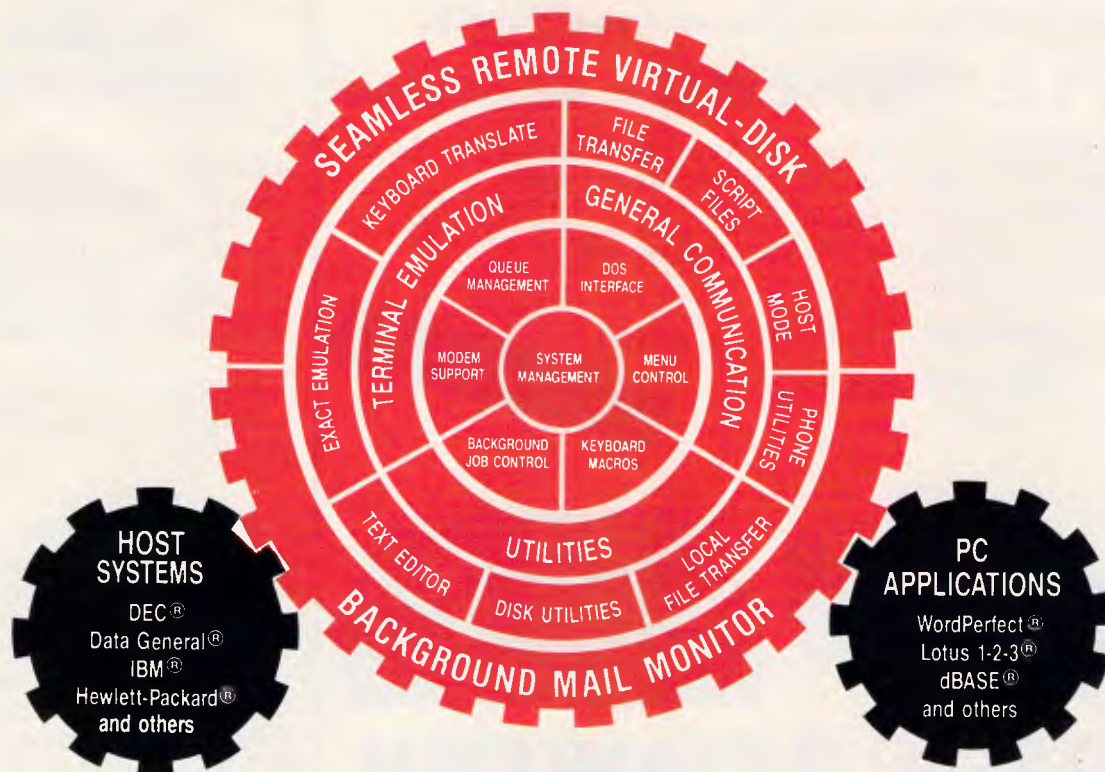 SEAMLESS REMOTE VIRTUAL-DISK
KEYBOARD TRANSLATE
FILE
TRANSFER
SCRIPT
FILES
HOST
MODE
PHONE
UTILITIES
LOCAL
FILE TRANSFER
DISK UTILITIES
TEXT EDITOR
EXACT EMULATION
TERMINAL EMULATION
GENERAL COMMUNICATION
UTILITIES
QUEUE
MANAGEMENT
DOS
INTERFACE
MODEM
SUPPORT
SYSTEM
MANAGEMENT
MENU
CONTROL
BACKGROUND
JOB CONTROL
KEYBOARD
MACROS
BACKGROUND MAIL MONITOR
HOST
SYSTEMS
DEC®
Data General®
IBM®
Hewlett-Packard®
and others
PC
APPLICATIONS
WordPerfect®
Lotus 1-2-3®
dBASE®
and others